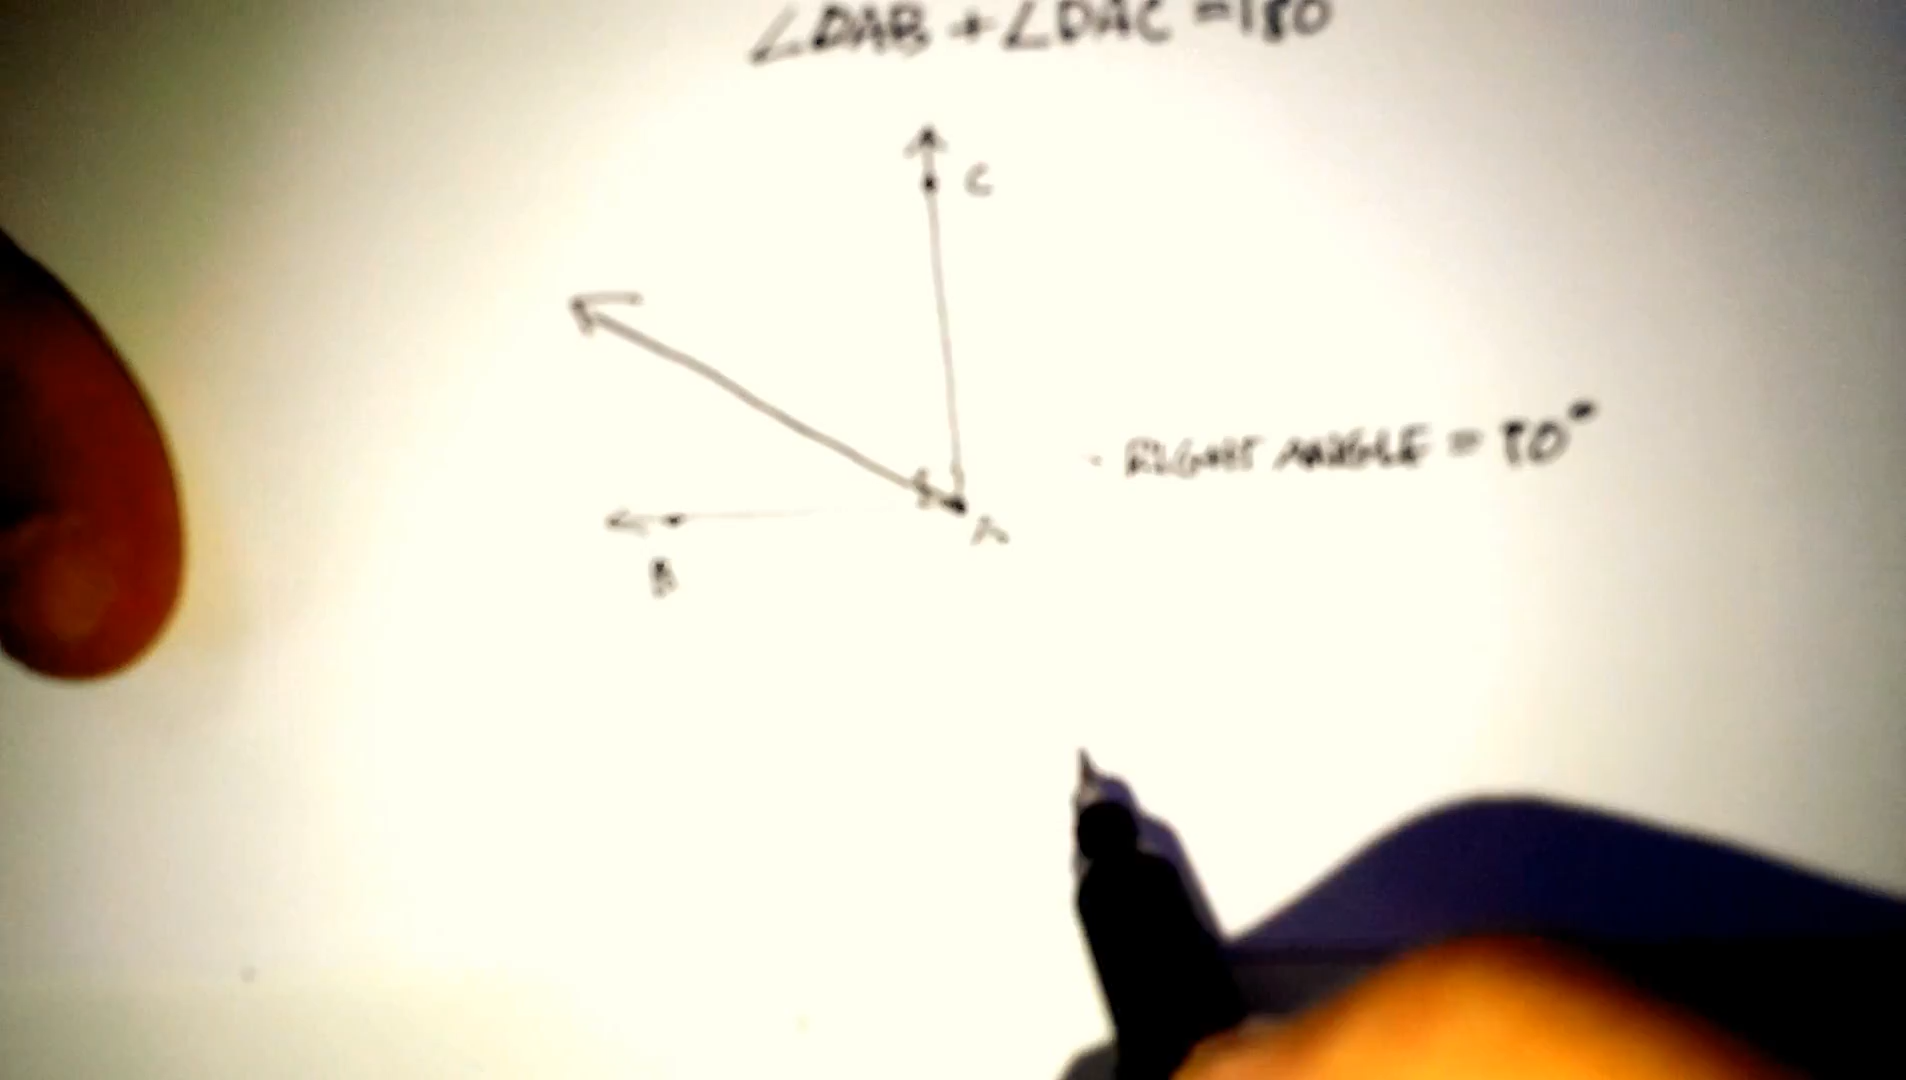 ∠DAB + ∠DAC = 180
C
- RIGHT ANGLE = 90°
A
B